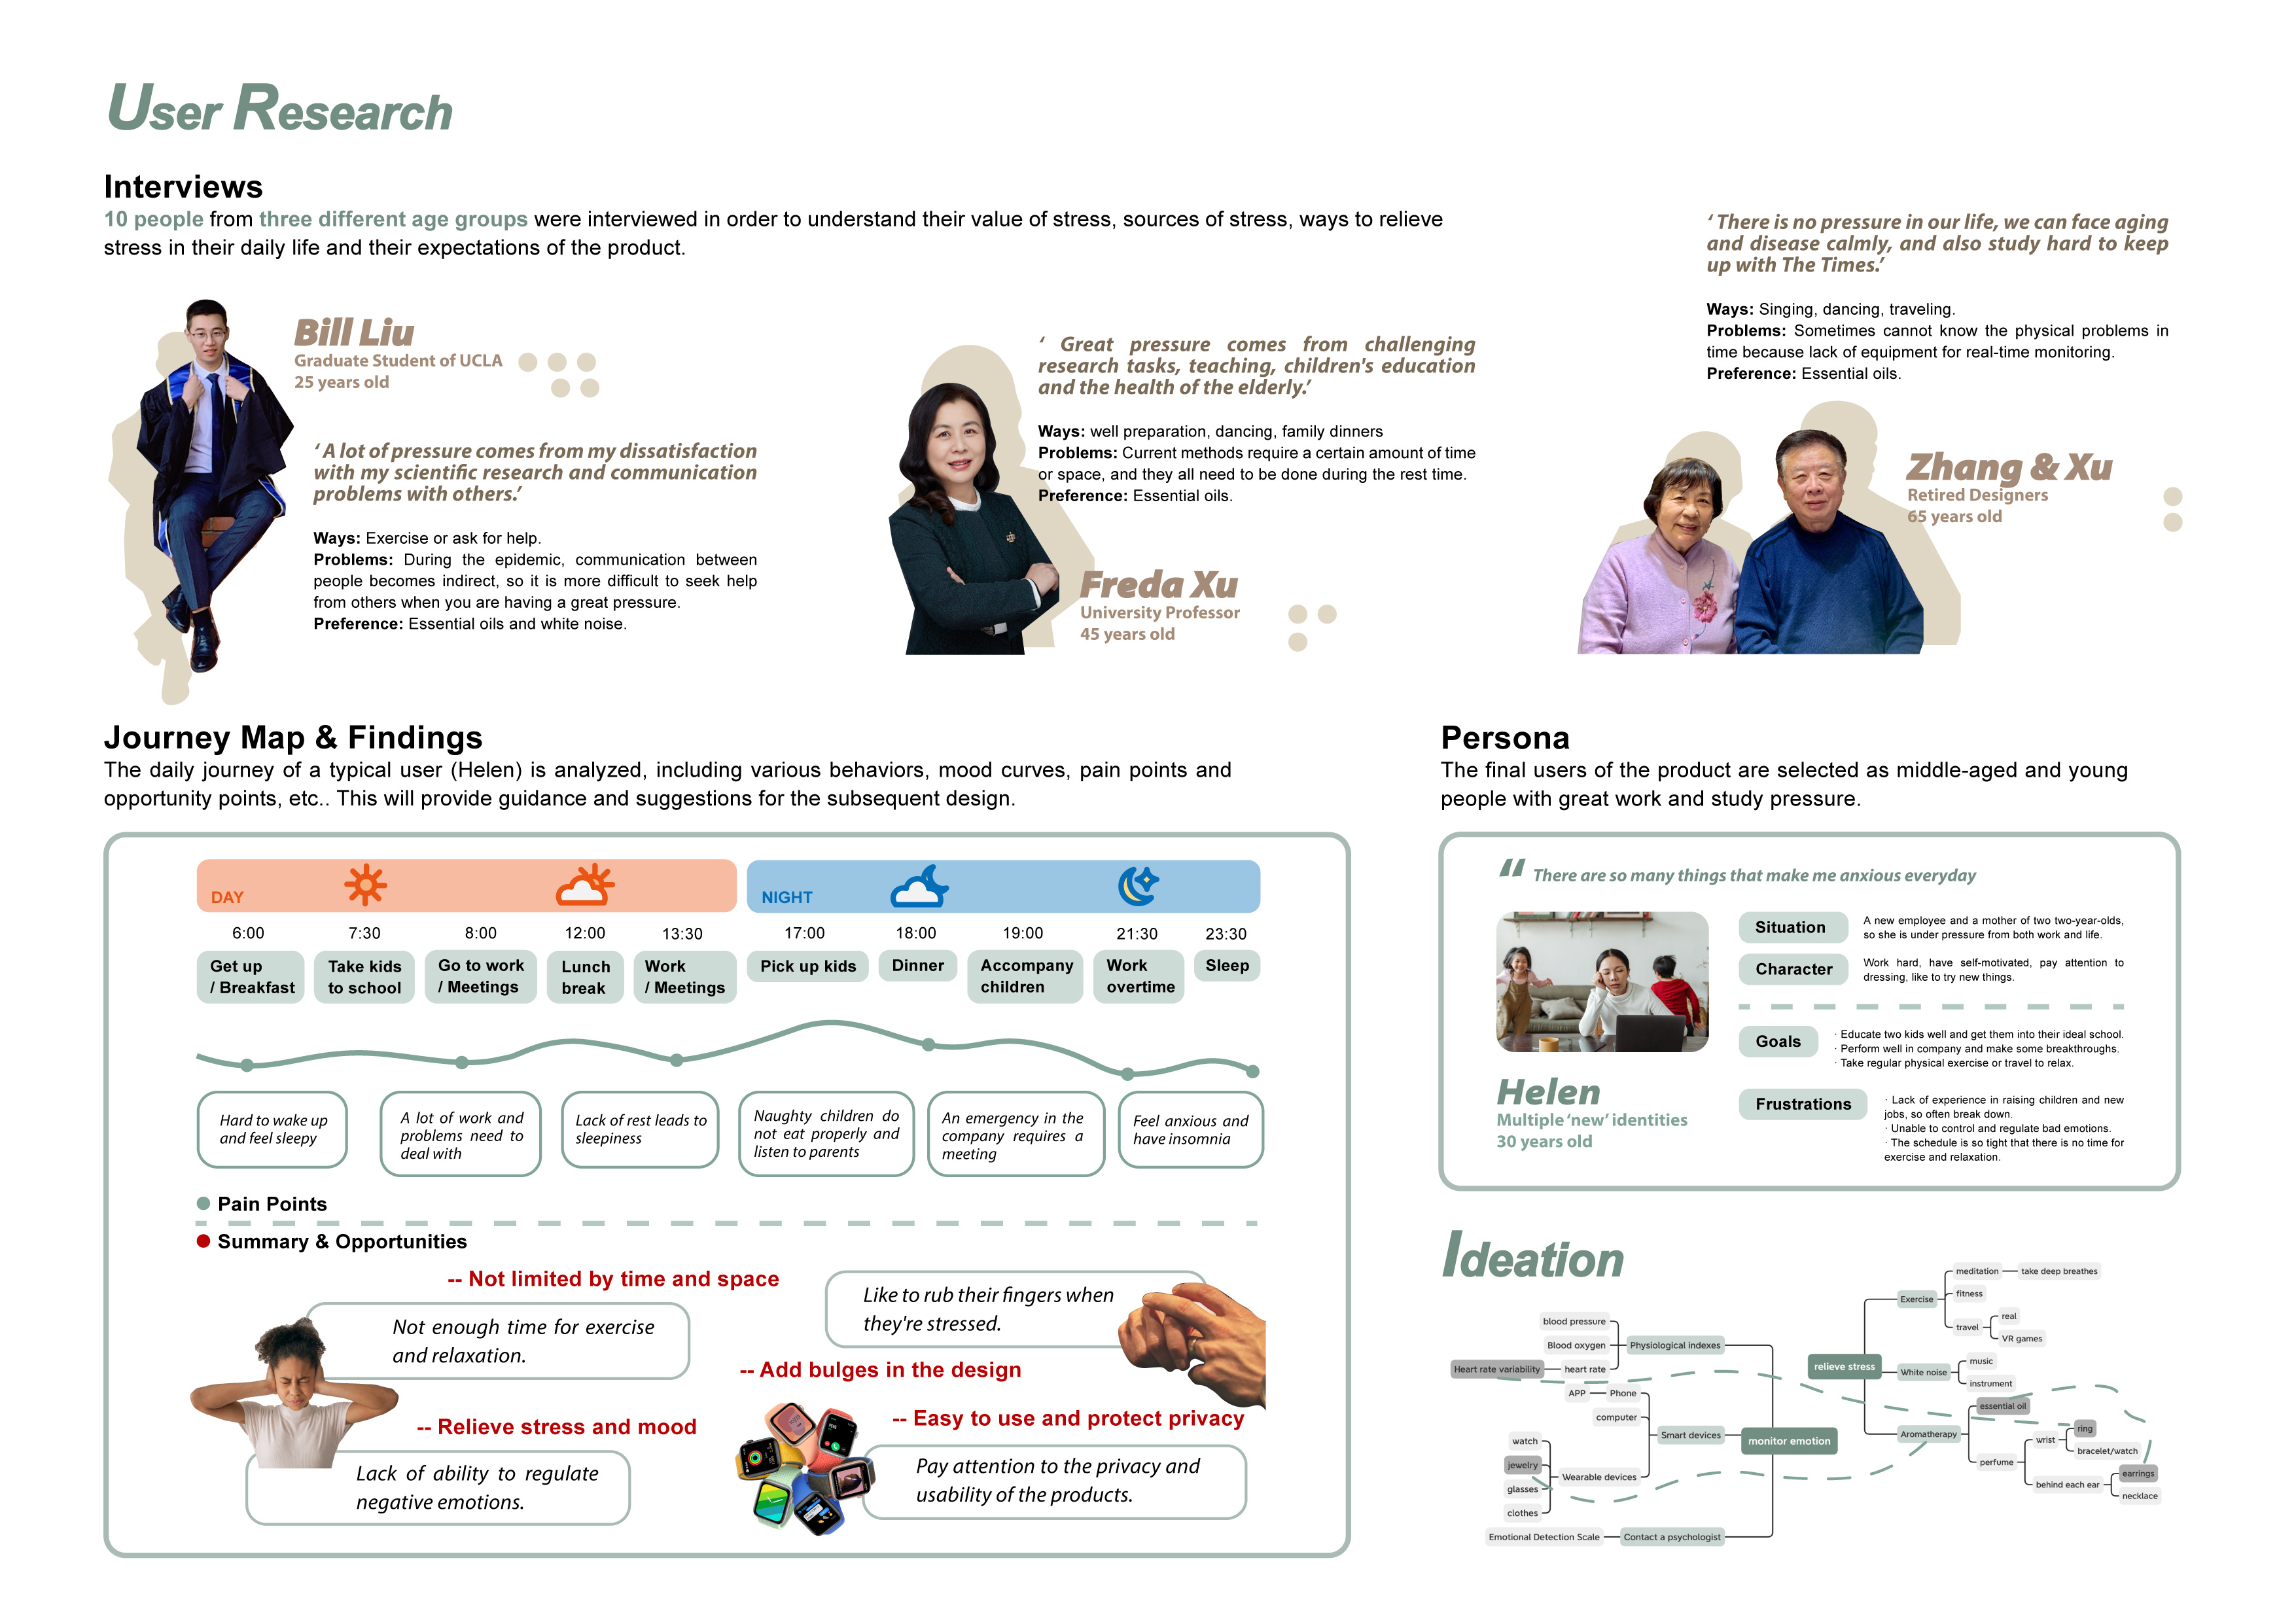 User Research
Interviews
10 people from three different age groups were interviewed in order to understand their value of stress, sources of stress, ways to relieve
stress in their daily life and their expectations of the product.
Bill Liu
Graduate Student of UCLA
25 years old
‘ A lot of pressure comes from my dissatisfaction
with my scientific research and communication
problems with others.’
Ways: Exercise or ask for help.
Problems: During the epidemic, communication between
people becomes indirect, so it is more difficult to seek help
from others when you are having a great pressure.
Preference: Essential oils and white noise.
‘ Great pressure comes from challenging
research tasks, teaching, children's education
and the health of the elderly.’
Ways: well preparation, dancing, family dinners
Problems: Current methods require a certain amount of time
or space, and they all need to be done during the rest time.
Preference: Essential oils.
Freda Xu
University Professor
45 years old
‘ There is no pressure in our life, we can face aging
and disease calmly, and also study hard to keep
up with The Times.’
Ways: Singing, dancing, traveling.
Problems: Sometimes cannot know the physical problems in
time because lack of equipment for real-time monitoring.
Preference: Essential oils.
Zhang & Xu
Retired Designers
65 years old
Journey Map & Findings
The daily journey of a typical user (Helen) is analyzed, including various behaviors, mood curves, pain points and
opportunity points, etc.. This will provide guidance and suggestions for the subsequent design.
DAY
NIGHT
6:00
7:30
8:00
12:00
13:30
17:00
18:00
19:00
21:30
23:30
Get up
/ Breakfast
Take kids
to school
Go to work
/ Meetings
Lunch
break
Work
/ Meetings
Pick up kids
Dinner
Accompany
children
Work
overtime
Sleep
Hard to wake up
and feel sleepy
A lot of work and
problems need to
deal with
Lack of rest leads to
sleepiness
Naughty children do
not eat properly and
listen to parents
An emergency in the
company requires a
meeting
Feel anxious and
have insomnia
Pain Points
Summary & Opportunities
-- Not limited by time and space
Not enough time for exercise
and relaxation.
-- Relieve stress and mood
Lack of ability to regulate
negative emotions.
Like to rub their fingers when
they're stressed.
-- Add bulges in the design
-- Easy to use and protect privacy
Pay attention to the privacy and
usability of the products.
Persona
The final users of the product are selected as middle-aged and young
people with great work and study pressure.
“ There are so many things that make me anxious everyday
Helen
Multiple ‘new’ identities
30 years old
Situation
A new employee and a mother of two two-year-olds,
so she is under pressure from both work and life.
Character
Work hard, have self-motivated, pay attention to
dressing, like to try new things.
Goals
· Educate two kids well and get them into their ideal school.
· Perform well in company and make some breakthroughs.
· Take regular physical exercise or travel to relax.
Frustrations
· Lack of experience in raising children and new
jobs, so often break down.
· Unable to control and regulate bad emotions.
· The schedule is so tight that there is no time for
exercise and relaxation.
Ideation
blood pressure
Blood oxygen
Heart rate variability
heart rate
Physiological indexes
APP
Phone
computer
watch
jewelry
glasses
clothes
Wearable devices
Smart devices
Emotional Detection Scale
Contact a psychologist
monitor emotion
relieve stress
Exercise
meditation
take deep breathes
fitness
travel
real
VR games
White noise
music
instrument
Aromatherapy
essential oil
perfume
wrist
ring
bracelet/watch
behind each ear
earrings
necklace